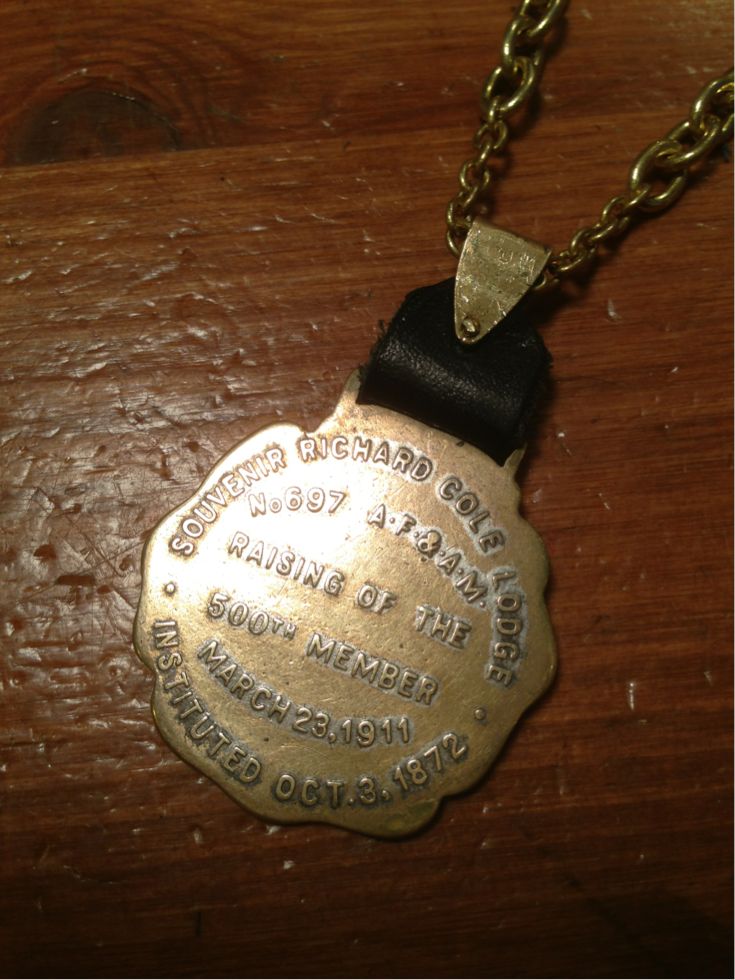 SOUVENIR RICHARD COLE LODGE
No 697 A.F.&A.M.
RAISING OF THE
500TH MEMBER
MARCH 23, 1911
INSTITUTED OCT. 3, 1872